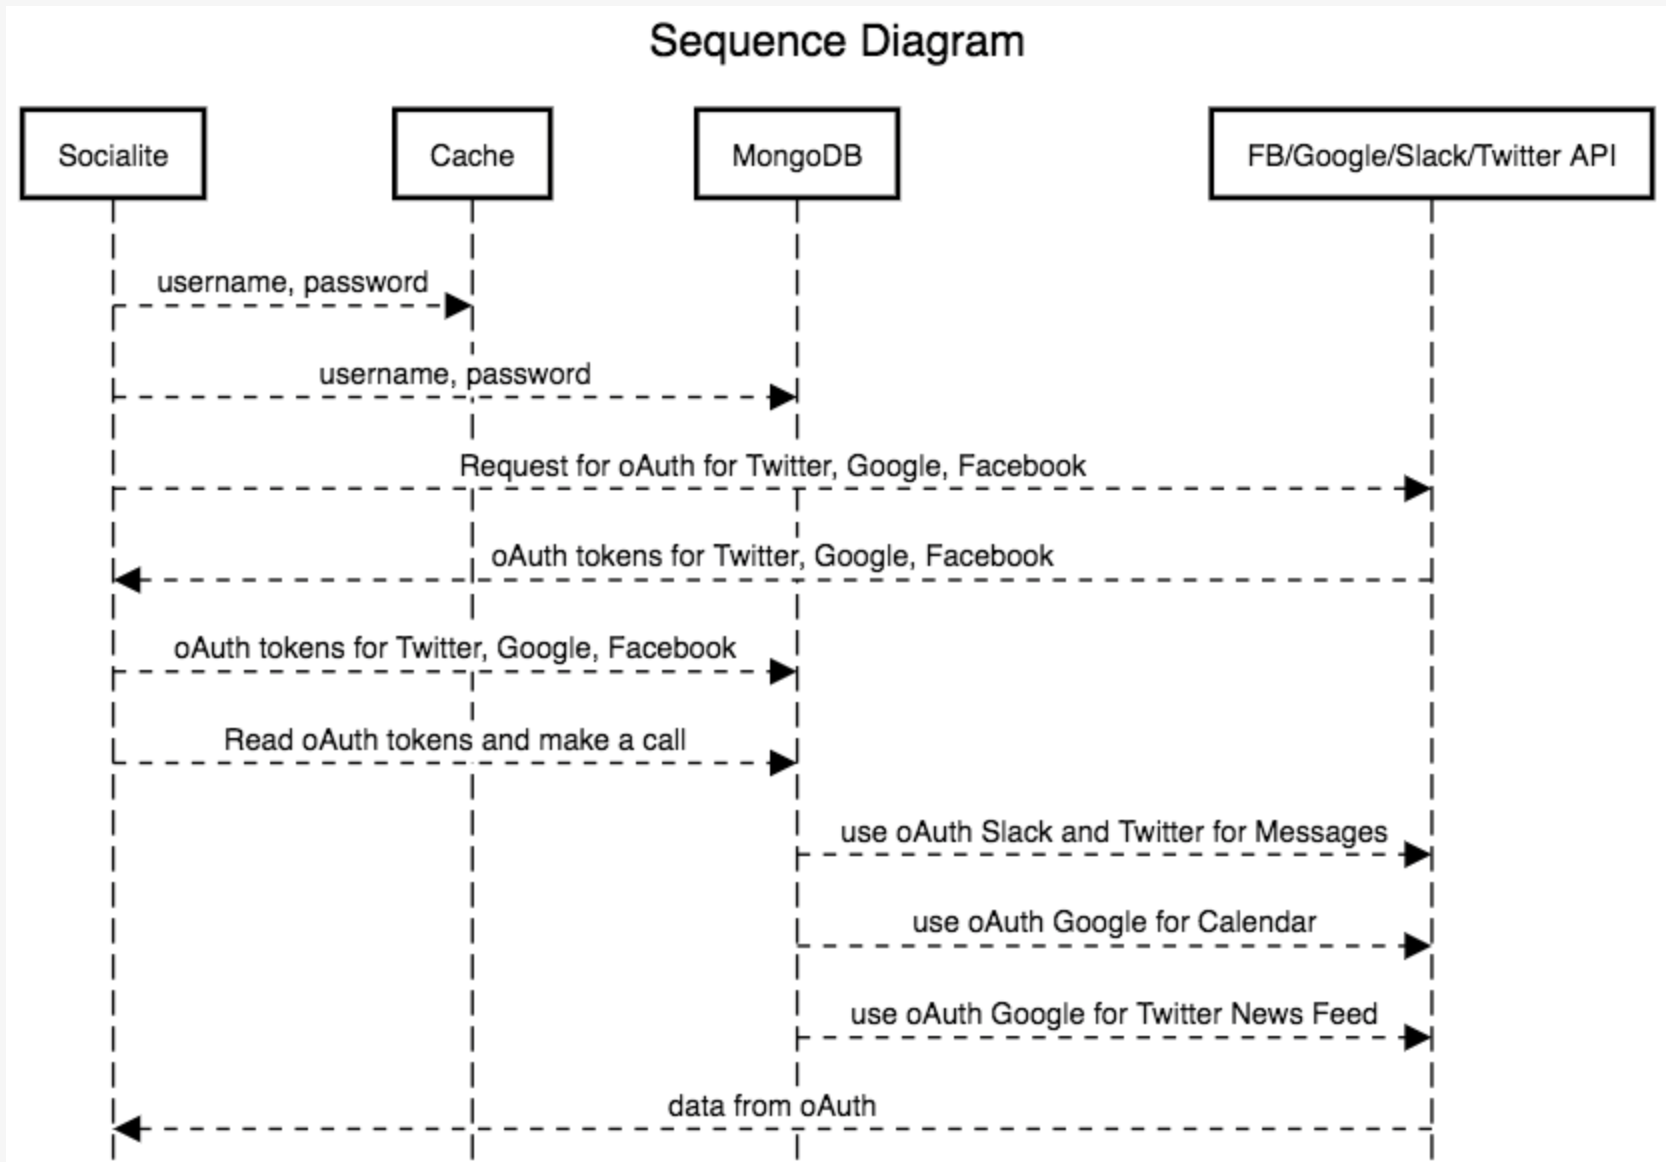 Sequence Diagram
Socialite
Cache
MongoDB
FB/Google/Slack/Twitter API
username, password
username, password
Request for oAuth for Twitter, Google, Facebook
oAuth tokens for Twitter, Google, Facebook
oAuth tokens for Twitter, Google, Facebook
Read oAuth tokens and make a call
use oAuth Slack and Twitter for Messages
use oAuth Google for Calendar
use oAuth Google for Twitter News Feed
data from oAuth